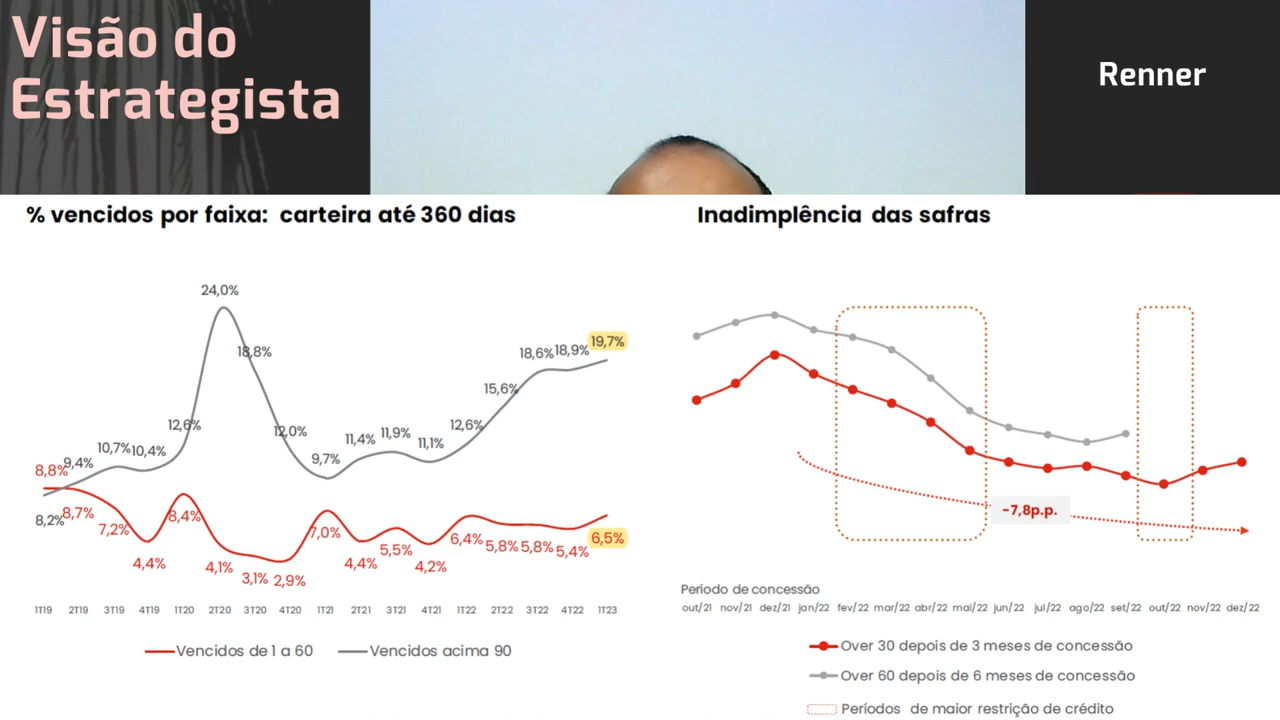 Visão do
Estrategista
Renner
% vencidos por faixa: carteira até 360 dias
24,0%
18,8%
12,6%
12,0%
10,7%
10,4%
9,4%
8,8%
8,2%
9,7%
11,4%
11,9%
11,1%
12,6%
15,6%
18,6%
18,9%
19,7%
8,7%
7,2%
4,4%
8,4%
4,1%
3,1%
2,9%
7,0%
4,4%
5,5%
4,2%
6,4%
5,8%
5,8%
5,4%
6,5%
1T19 2T19 3T19 4T19 1T20 2T20 3T20 4T20 1T21 2T21 3T21 4T21 1T22 2T22 3T22 4T22 1T23
Vencidos de 1 a 60 Vencidos acima 90
Inadimplência das safras
-7,8p.p.
Período de concessão
out/21 nov/21 dez/21 jan/22 fev/22 mar/22 abr/22 mai/22 jun/22 jul/22 ago/22 set/22 out/22 nov/22 dez/22
Over 30 depois de 3 meses de concessão
Over 60 depois de 6 meses de concessão
Períodos de maior restrição de crédito